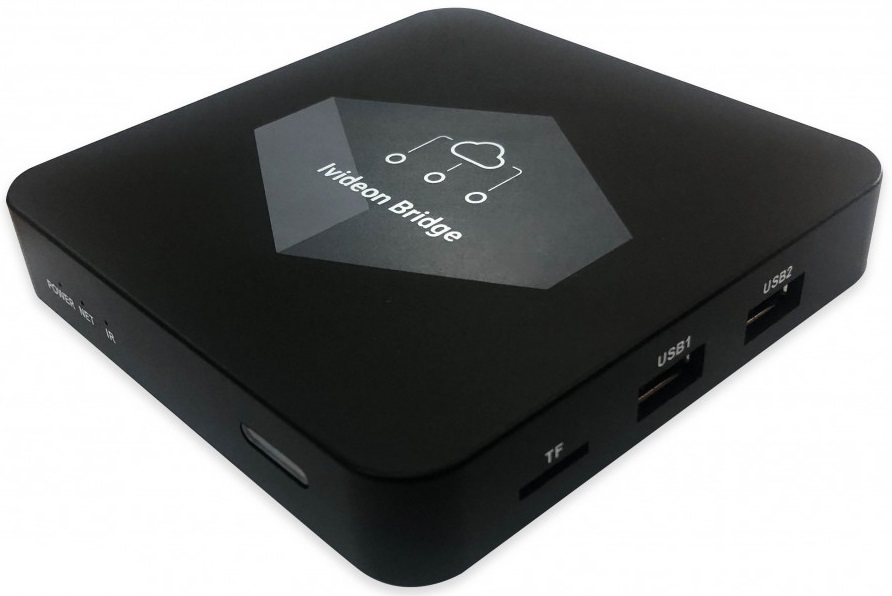 Ivideon Bridge
POWER NET IR
TF
USB1
USB2